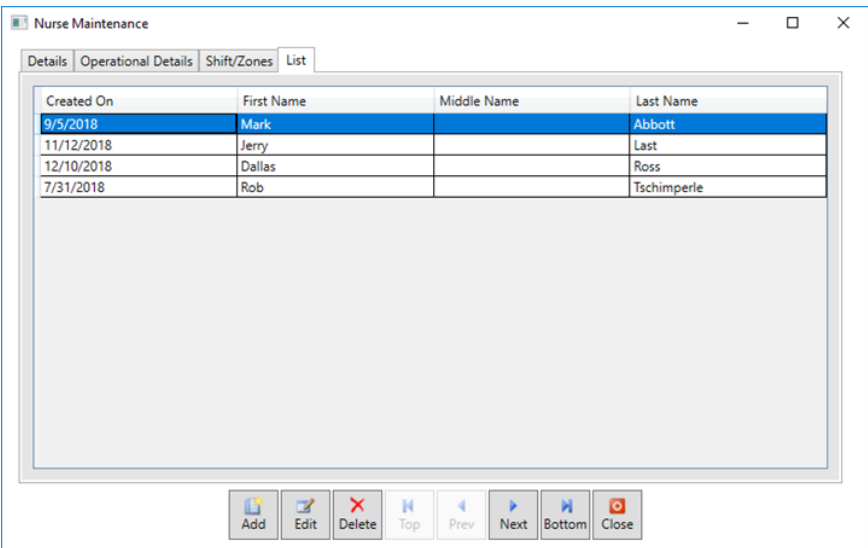 Nurse Maintenance
Details Operational Details Shift/Zones List
Created On First Name Middle Name Last Name
9/5/2018 Mark Abbott
11/12/2018 Jerry Last
12/10/2018 Dallas Ross
7/31/2018 Rob Tschimperle
Add Edit Delete Top Prev Next Bottom Close